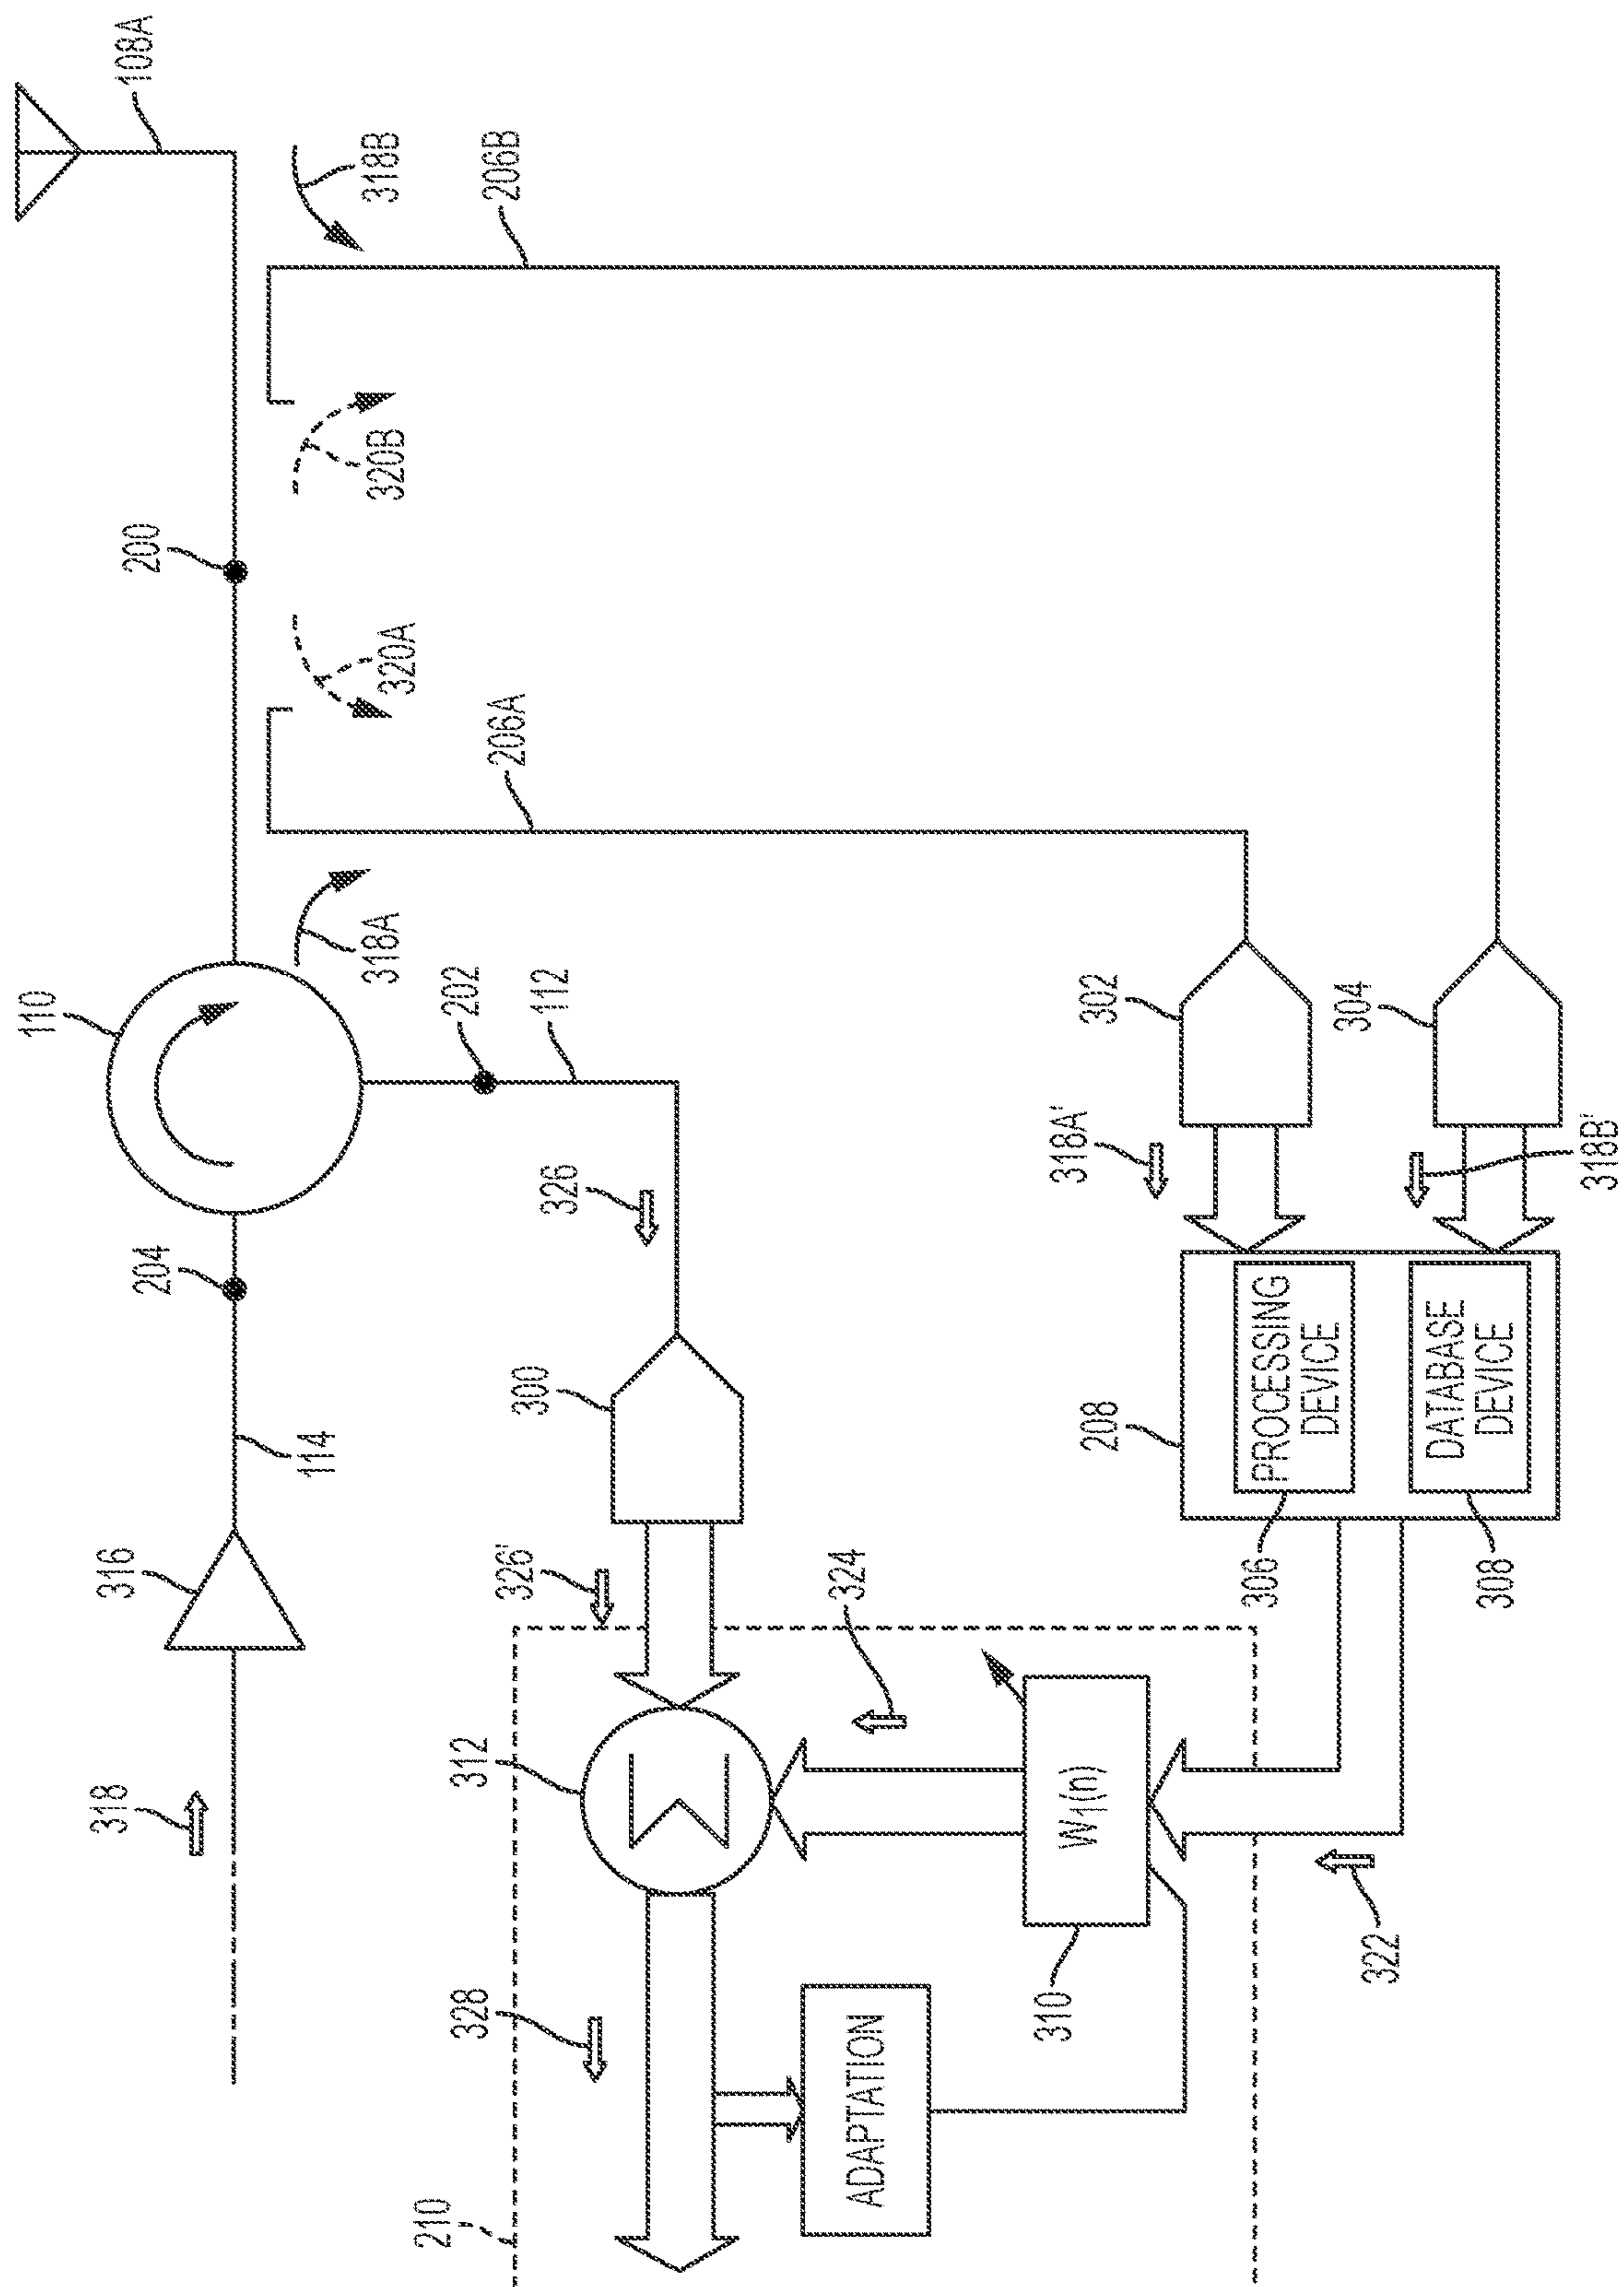 108A
318B
206B
320B
200
320A
206A
110
318A
202
112
302
304
318A'
318B'
326
204
300
114
208
PROCESSING
DEVICE
DATABASE
DEVICE
306
308
316
326'
324
312
318
W1(n)
322
310
328
ADAPTATION
210